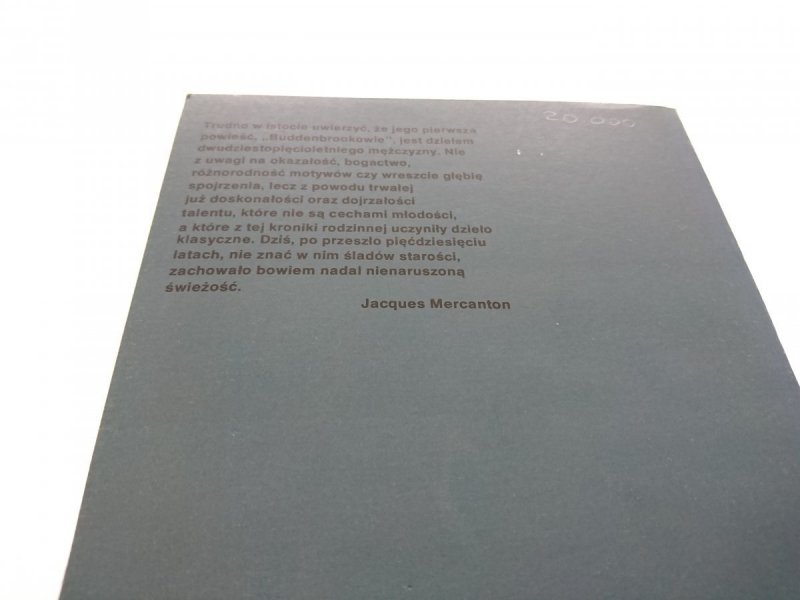 Trudno w istocie uwierzyć, że jego pierwsza
powieść, „Buddenbrookowie", jest dziełem
dwudziestopięcioletniego mężczyzny. Nie
z uwagi na okazałość, bogactwo,
różnorodność motywów czy wreszcie głębię
spojrzenia, lecz z powodu trwałej
już doskonałości oraz dojrzałości
talentu, które nie są cechami młodości,
a które z tej kroniki rodzinnej uczyniły dzieło
klasyczne. Dziś, po przeszło pięćdziesięciu
latach, nie znać w nim śladów starości,
zachowało bowiem nadal nienaruszoną
świeżość.
Jacques Mercanton
20.000